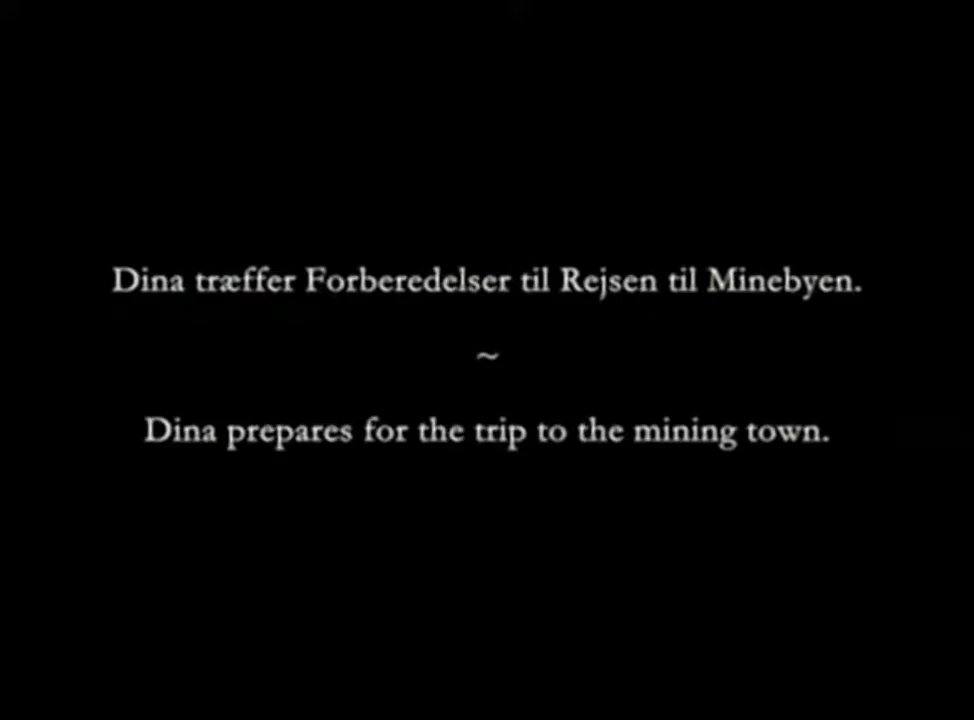 Dina træffer Forberedelser til Rejsen til Minebyen.
~
Dina prepares for the trip to the mining town.